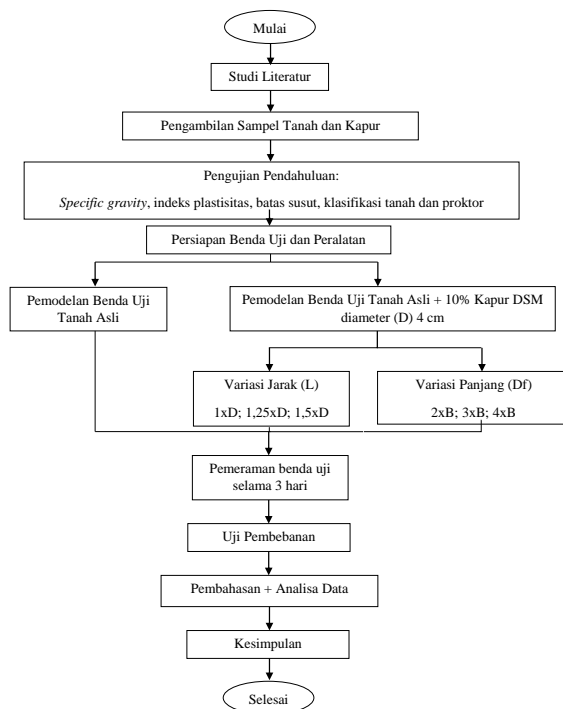 Mulai
Studi Literatur
Pengambilan Sampel Tanah dan Kapur
Pengujian Pendahuluan:
Specific gravity, indeks plastisitas, batas susut, klasifikasi tanah dan proktor
Persiapan Benda Uji dan Peralatan
Pemodelan Benda Uji
Tanah Asli
Pemodelan Benda Uji Tanah Asli + 10% Kapur DSM
diameter (D) 4 cm
Variasi Jarak (L)
1xD; 1,25xD; 1,5xD
Variasi Panjang (Df)
2xB; 3xB; 4xB
Pemeraman benda uji
selama 3 hari
Uji Pembebanan
Pembahasan + Analisa Data
Kesimpulan
Selesai